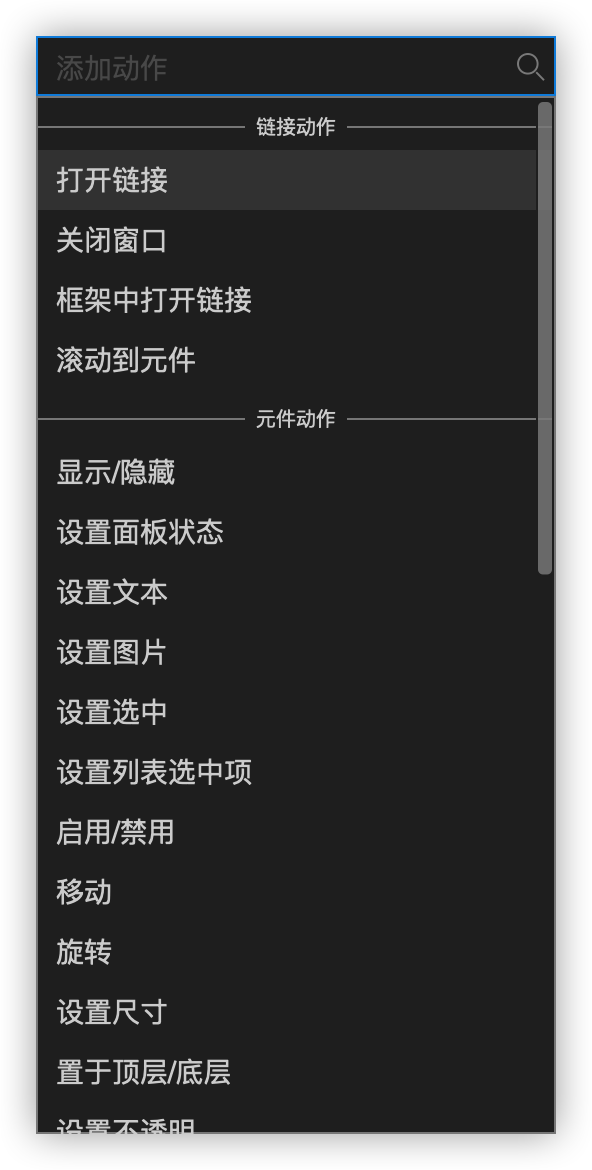 添加动作
链接动作
打开链接
关闭窗口
框架中打开链接
滚动到元件
元件动作
显示/隐藏
设置面板状态
设置文本
设置图片
设置选中
设置列表选中项
启用/禁用
移动
旋转
设置尺寸
置于顶层/底层
设置不透明